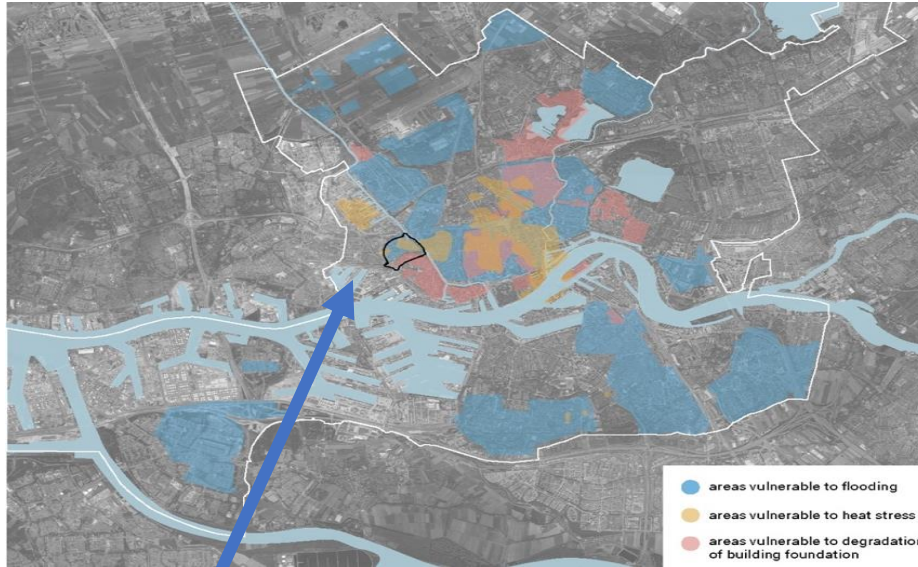 areas vulnerable to flooding
areas vulnerable to heat stress
areas vulnerable to degradation
of building foundation